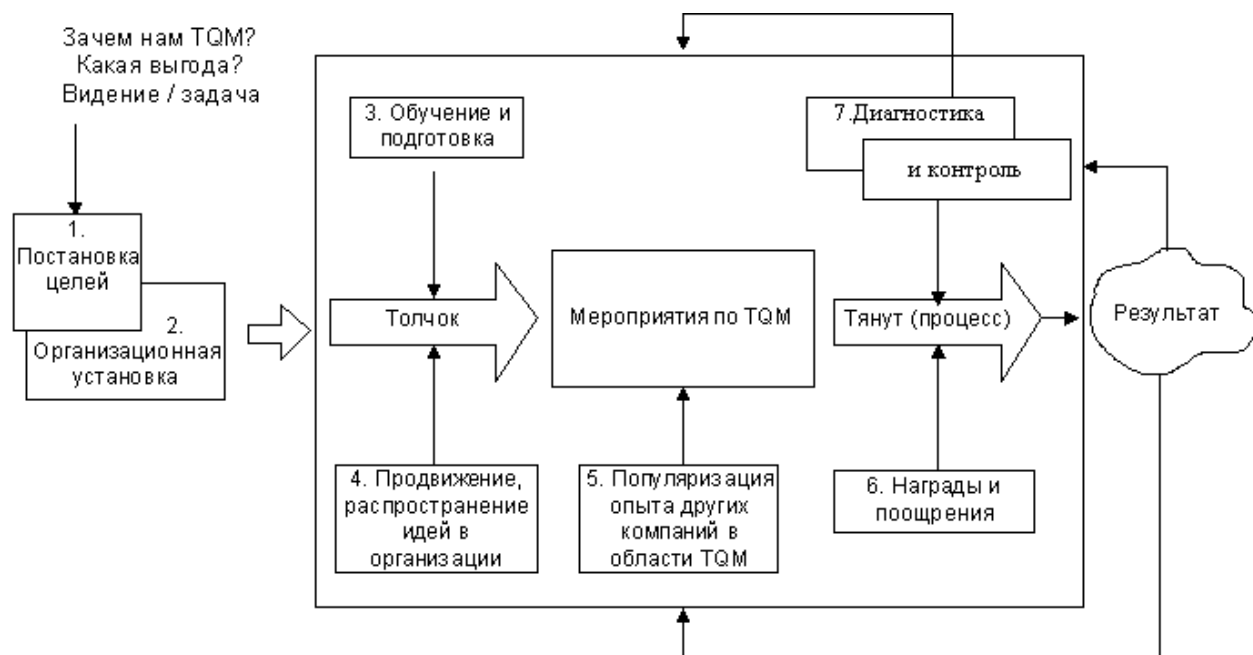 Зачем нам TQM?
Какая выгода?
Видение / задача
1.
Постановка
целей
2.
Организационная
установка
3. Обучение и
подготовка
Толчок
4. Продвижение,
распространение
идей в
организации
Мероприятия по TQM
5. Популяризация
опыта других
компаний в
области TQM
7.Диагностика
и контроль
Тянут (процесс)
6. Награды и
поощрения
Результат